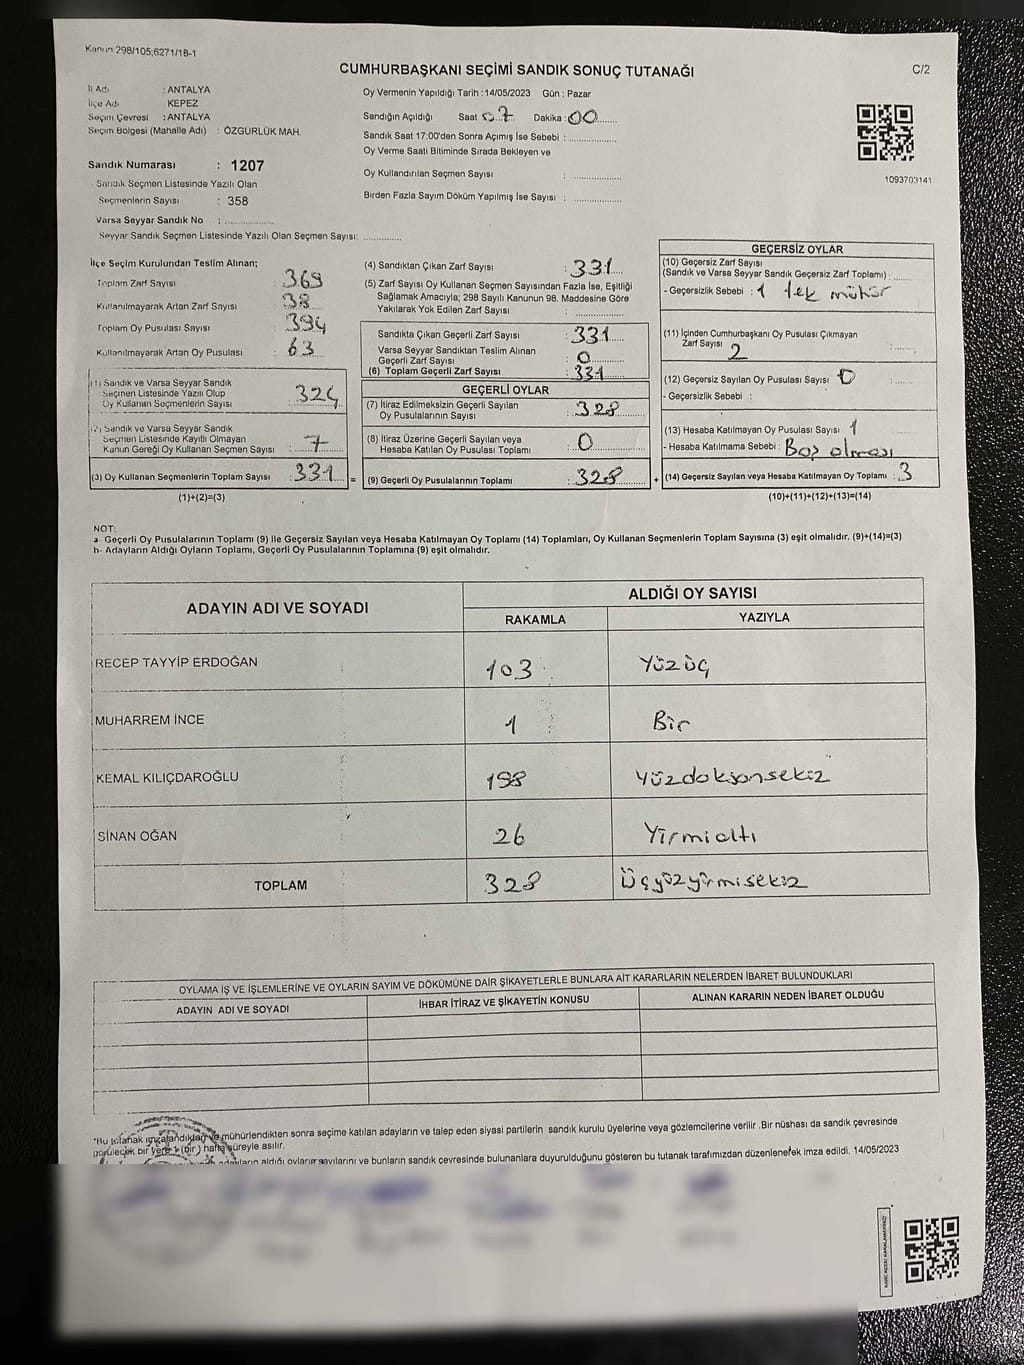 Kanun 298/105;6271/18-1
CUMHURBAŞKANI SEÇİMİ SANDIK SONUÇ TUTANAĞI
C/2
İl Adı : ANTALYA
İlçe Adı : KEPEZ
Seçim Çevresi : ANTALYA
Seçim Bölgesi (Mahalle Adı) : ÖZGÜRLÜK MAH.
Sandık Numarası : 1207
Sandık Seçmen Listesinde Yazılı Olan
Seçmenlerin Sayısı : 358
Varsa Seyyar Sandık No : ..............
Seyyar Sandık Seçmen Listesinde Yazılı Olan Seçmen Sayısı: ............
Oy Vermenin Yapıldığı Tarih :14/05/2023 Gün : Pazar
Sandığın Açıldığı Saat 07 Dakika :00
Sandık Saat 17:00'den Sonra Açımış İse Sebebi : ..............
Oy Verme Saati Bitiminde Sırada Bekleyen ve
Oy Kullandırılan Seçmen Sayısı : ..............
Birden Fazla Sayım Döküm Yapılmış İse Sayısı : ..............
1093703141
İlçe Seçim Kurulundan Teslim Alınan;
Toplam Zarf Sayısı : 369
Kullanılmayarak Artan Zarf Sayısı : 38
Toplam Oy Pusulası Sayısı : 394
Kullanılmayarak Artan Oy Pusulası : 63
(1) Sandık ve Varsa Seyyar Sandık
Seçmen Listesinde Yazılı Olup
Oy Kullanan Seçmenlerin Sayısı : 324
(2) Sandık ve Varsa Seyyar Sandık
Seçmen Listesinde Kayıtlı Olmayan
Kanun Gereği Oy Kullanan Seçmen Sayısı : 7
(3) Oy Kullanan Seçmenlerin Toplam Sayısı : 331 =
(1)+(2)=(3)
(4) Sandıktan Çıkan Zarf Sayısı : 331
(5) Zarf Sayısı Oy Kullanan Seçmen Sayısından Fazla İse, Eşitliği
Sağlamak Amacıyla; 298 Sayılı Kanunun 98. Maddesine Göre
Yakılarak Yok Edilen Zarf Sayısı :
Sandıkta Çıkan Geçerli Zarf Sayısı : 331
Varsa Seyyar Sandıktan Teslim Alınan
Geçerli Zarf Sayısı : 0
(6) Toplam Geçerli Zarf Sayısı : 331
GEÇERLİ OYLAR
(7) İtiraz Edilmeksizin Geçerli Sayılan
Oy Pusulalarının Sayısı : 328
(8) İtiraz Üzerine Geçerli Sayılan veya
Hesaba Katılan Oy Pusulası Toplamı : 0
(9) Geçerli Oy Pusulalarının Toplamı : 328 +
GEÇERSİZ OYLAR
(10) Geçersiz Zarf Sayısı
(Sandık ve Varsa Seyyar Sandık Geçersiz Zarf Toplamı) :
- Geçersizlik Sebebi : 1 tek mühür
(11) İçinden Cumhurbaşkanı Oy Pusulası Çıkmayan
Zarf Sayısı 2 :
(12) Geçersiz Sayılan Oy Pusulası Sayısı : 0
- Geçersizlik Sebebi :
(13) Hesaba Katılmayan Oy Pusulası Sayısı : 1
- Hesaba Katılmama Sebebi : Boş olması
(14) Geçersiz Sayılan veya Hesaba Katılmayan Oy Toplamı : 3
(10)+(11)+(12)+(13)=(14)
NOT:
a- Geçerli Oy Pusulalarının Toplamı (9) İle Geçersiz Sayılan veya Hesaba Katılmayan Oy Toplamı (14) Toplamları, Oy Kullanan Seçmenlerin Toplam Sayısına (3) eşit olmalıdır. (9)+(14)=(3)
b- Adayların Aldığı Oyların Toplamı, Geçerli Oy Pusulalarının Toplamına (9) eşit olmalıdır.
ADAYIN ADI VE SOYADI
ALDIĞI OY SAYISI
RAKAMLA YAZIYLA
RECEP TAYYİP ERDOĞAN 103 Yüzüç
MUHARREM İNCE 1 Bir
KEMAL KILIÇDAROĞLU 198 Yüzdoksansekiz
SİNAN OĞAN 26 Yirmialtı
TOPLAM 328 Üçyüzyirmisekiz
OYLAMA İŞ VE İŞLEMLERİNE VE OYLARIN SAYIM VE DÖKÜMÜNE DAİR ŞİKAYETLERLE BUNLARA AİT KARARLARIN NELERDEN İBARET BULUNDUKLARI
ADAYIN ADI VE SOYADI İHBAR İTİRAZ VE ŞİKAYETİN KONUSU ALINAN KARARIN NEDEN İBARET OLDUĞU
"Bu tutanak imzalandıktan ve mühürlendikten sonra seçime katılan adayların ve talep eden siyasi partilerin sandık kurulu üyelerine veya gözlemcilerine verilir .Bir nüshası da sandık çevresinde
görülecek bir yere 1 (bir) hafta süreyle asılır.
adayların aldığı oyların sayılarını ve bunların sandık çevresinde bulunanlara duyurulduğunu gösteren bu tutanak tarafımızdan düzenlenerek imza edildi. 14/05/2023